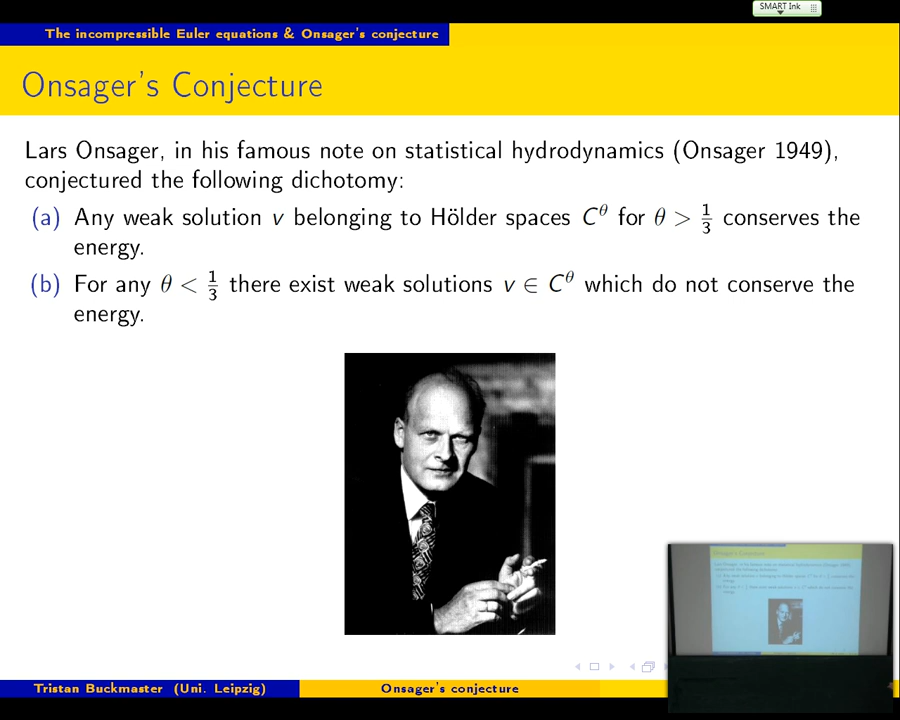 SMART Ink
The incompressible Euler equations & Onsager's conjecture
Onsager's Conjecture
Lars Onsager, in his famous note on statistical hydrodynamics (Onsager 1949),
conjectured the following dichotomy:
(a) Any weak solution v belonging to Hölder spaces C^θ for θ > 1/3 conserves the
energy.
(b) For any θ < 1/3 there exist weak solutions v ∈ C^θ which do not conserve the
energy.
Tristan Buckmaster (Uni. Leipzig)
Onsager's conjecture